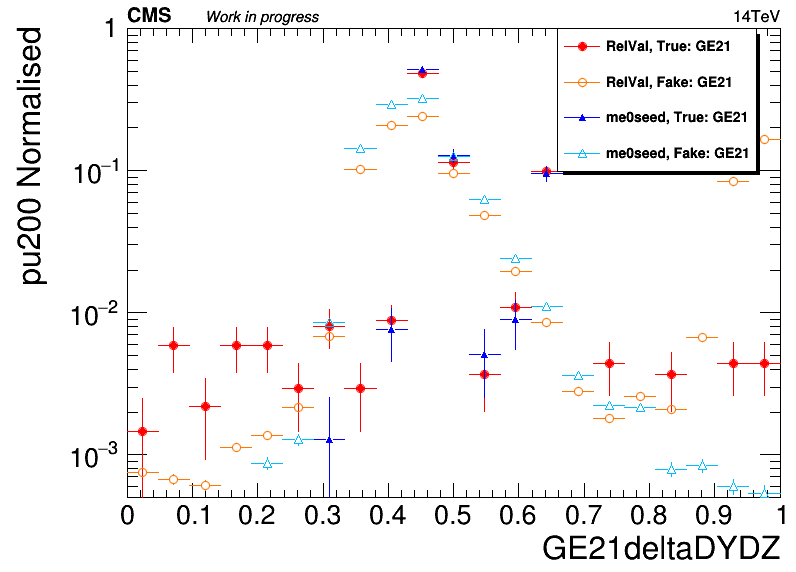 CMS Work in progress 14TeV
RelVal, True: GE21
RelVal, Fake: GE21
me0seed, True: GE21
me0seed, Fake: GE21
pu200 Normalised
1
10⁻¹
10⁻²
10⁻³
0 0.1 0.2 0.3 0.4 0.5 0.6 0.7 0.8 0.9 1
GE21deltaDYDZ